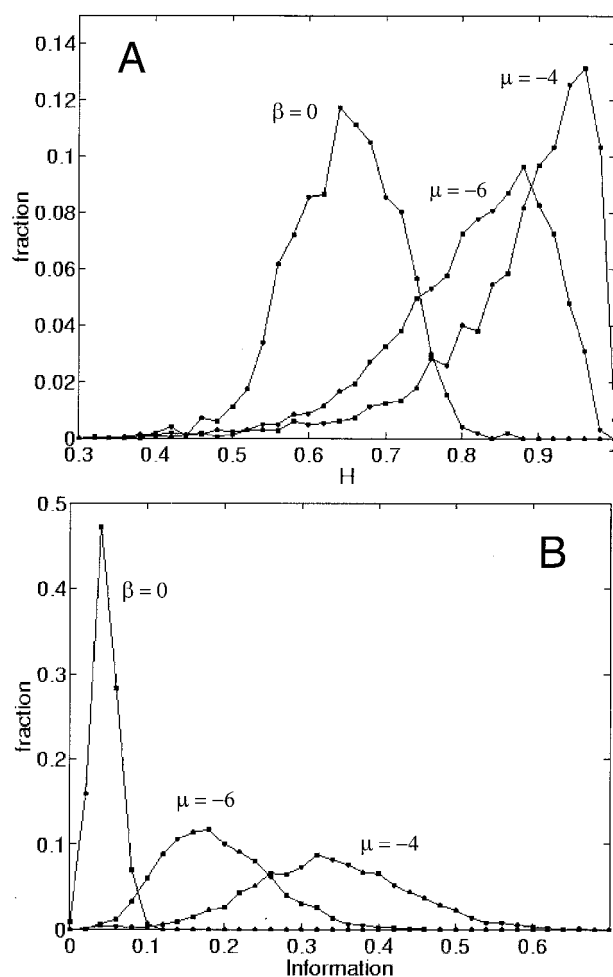 A
0.14
0.12
0.1
0.08
0.06
0.04
0.02
0
fraction
β = 0
μ = −6
μ = −4
0.3
0.4
0.5
0.6
0.7
0.8
0.9
H
B
0.5
0.4
0.3
0.2
0.1
0
fraction
β = 0
μ = −6
μ = −4
0
0.1
0.2
0.3
0.4
0.5
0.6
Information